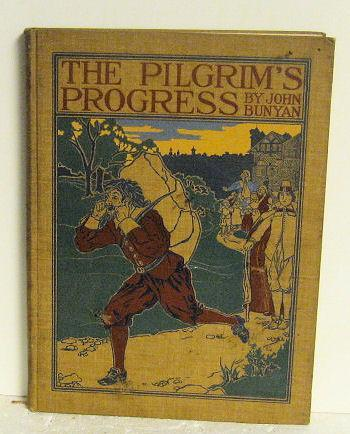 THE PILGRIM'S
PROGRESS BY JOHN
BUNYAN